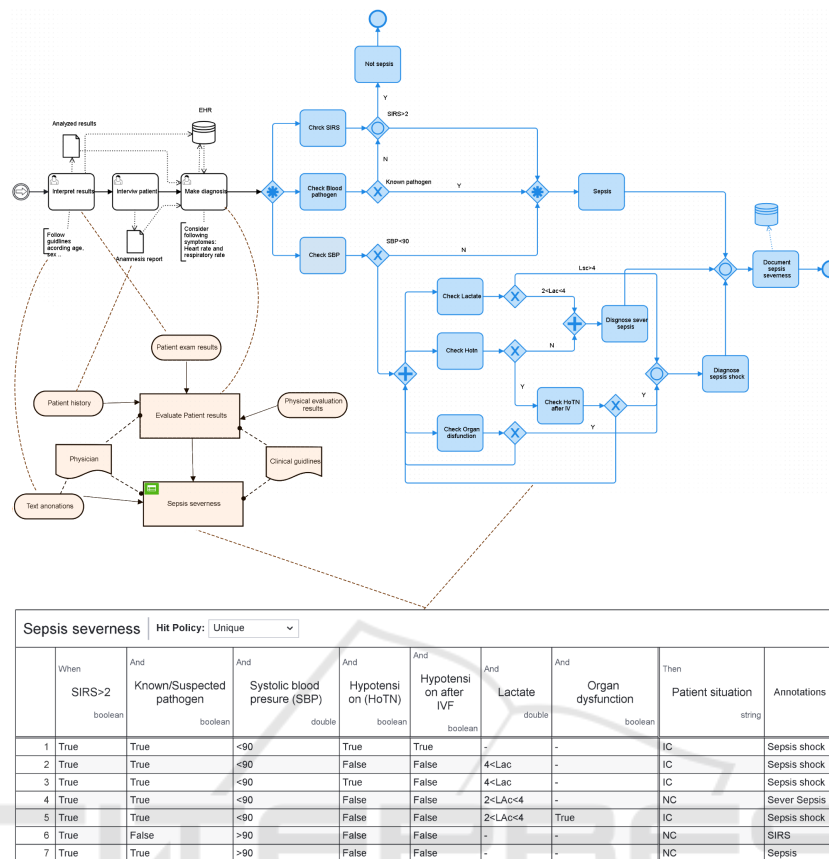 Not sepsis
Y
SIRS>2
EHR
Analyzed results
Chrck SIRS
N
Interpret results
Interviw patient
Make diagnosis
Check Blood
pathogen
Known pathogen
Y
Sepsis
Follow
guidlines
acording age,
sex ..
Anamnesis report
Consider
following
symptomes:
Heart rate and
respiratory rate
Check SBP
SBP<90
N
Lsc>4
Document
sepsis
severness
Check Lactate
2<Lac<4
Disgnose sever
sepsis
Check Hotn
N
Patient exam results
Diagnose
sepsis shock
Y
Check HoTN
after IV
Y
Patient history
Physical evaluation
results
Evaluate Patient results
Check Organ
disfunction
Y
Physician
Clinical guidlines
Text anonations
Sepsis severness
Sepsis severness
Hit Policy: Unique
When
SIRS>2
boolean
And
Known/Suspected
pathogen
boolean
And
Systolic blood
presure (SBP)
double
And
Hypotensi
on (HoTN)
boolean
And
Hypotensi
on after
IVF
boolean
And
Lactate
double
And
Organ
dysfunction
boolean
Then
Patient situation
string
Annotations
1 True True <90 True True - - IC Sepsis shock
2 True True <90 False False 4<Lac - IC Sepsis shock
3 True True <90 True False 4<Lac - IC Sepsis shock
4 True True <90 False False 2<LAc<4 - NC Sever Sepsis
5 True True <90 False False 2<LAc<4 True IC Sepsis shock
6 True False >90 False False - - NC SIRS
7 True True >90 False False - - NC Sepsis